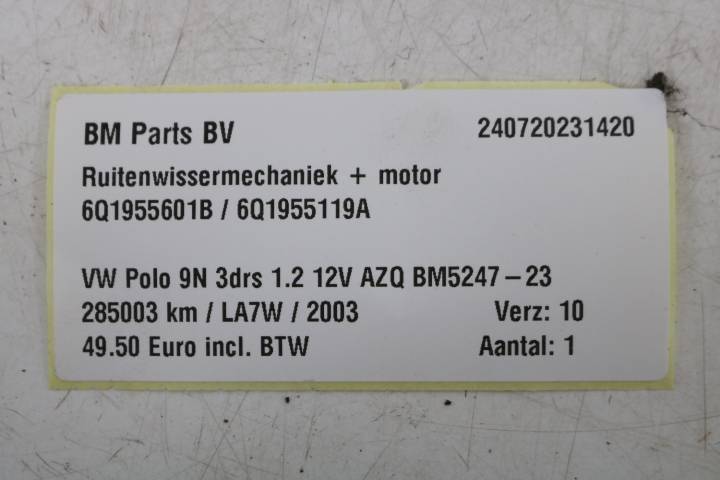 BM Parts BV 240720231420
Ruitenwissermechaniek + motor
6Q1955601B / 6Q1955119A
VW Polo 9N 3drs 1.2 12V AZQ BM5247 – 23
285003 km / LA7W / 2003 Verz: 10
49.50 Euro incl. BTW Aantal: 1